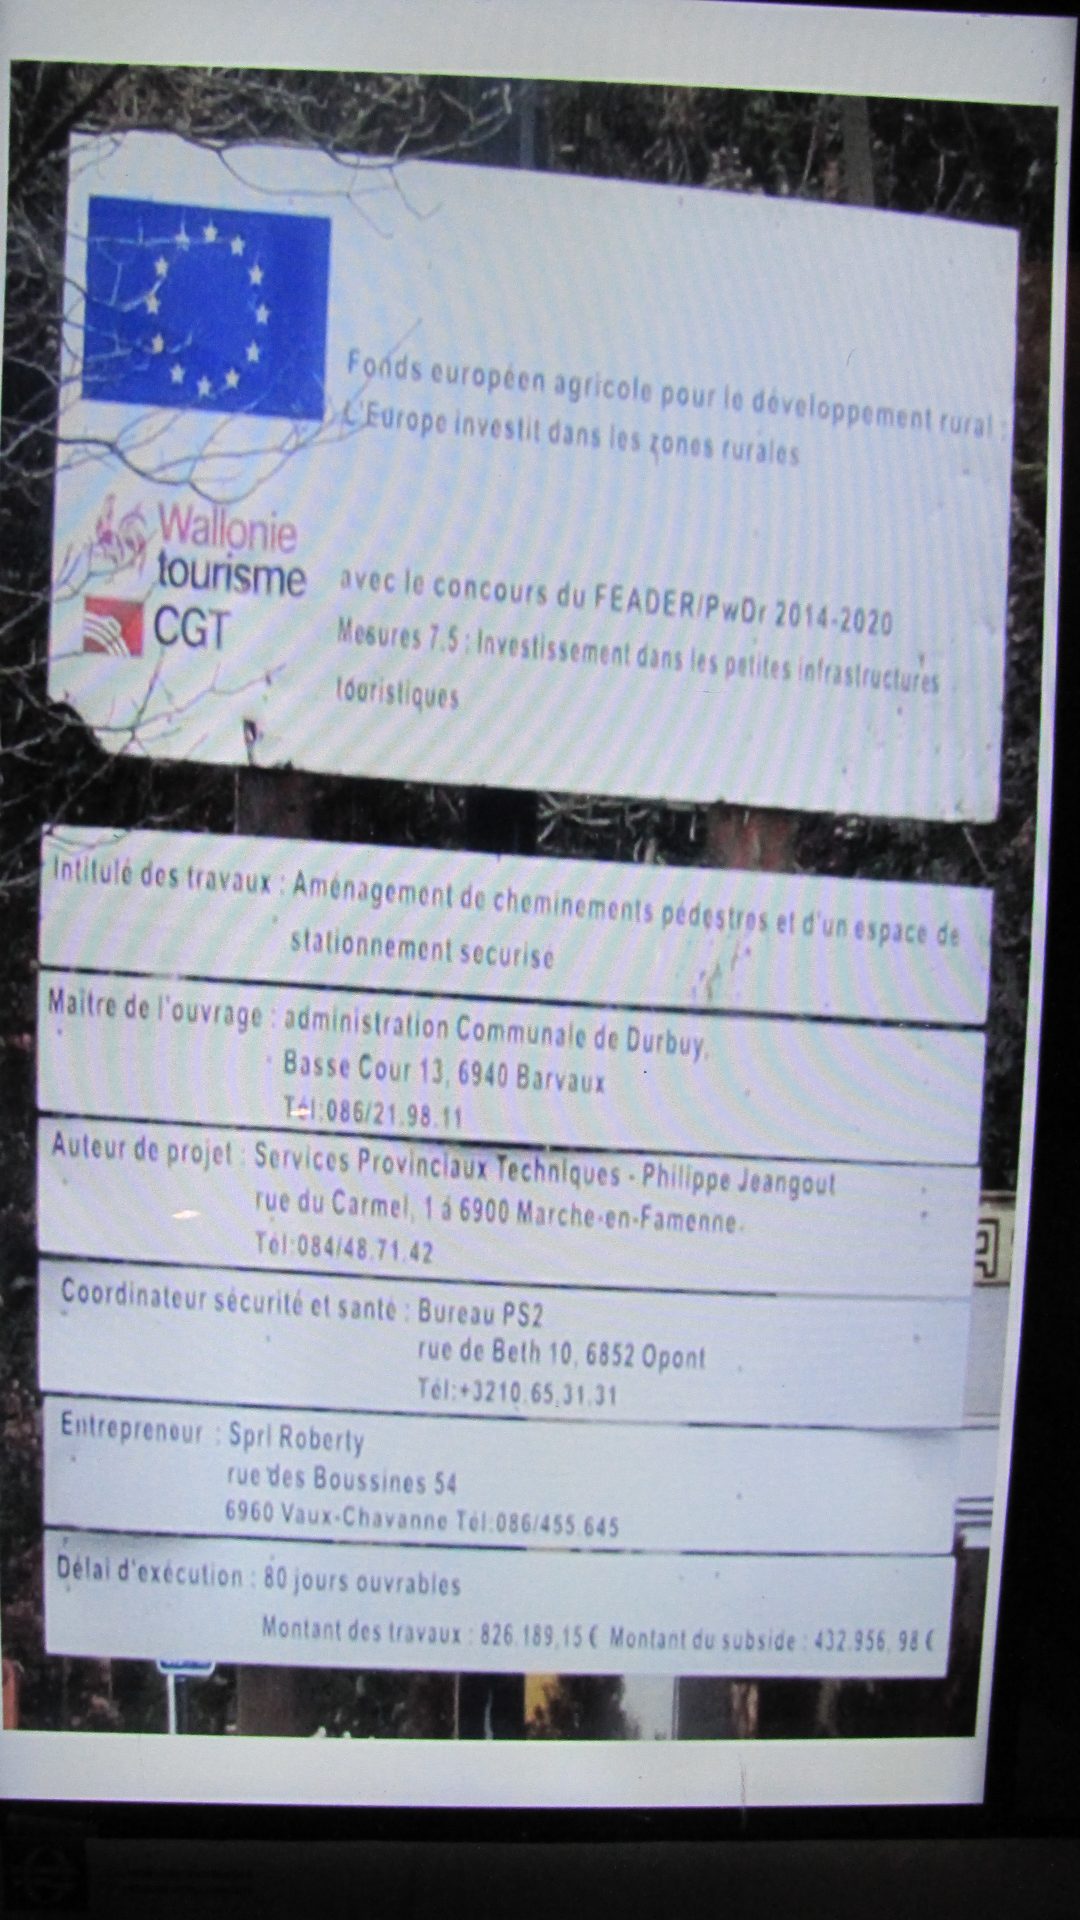 Fonds européen agricole pour le développement rural :
L'Europe investit dans les zones rurales
Wallonie
tourisme
CGT
avec le concours du FEADER/PwDr 2014-2020
Mesures 7.5 : Investissement dans les petites infrastructures
touristiques
Intitulé des travaux : Aménagement de cheminements pédestres et d'un espace de
stationnement securisé
Maitre de l'ouvrage : administration Communale de Durbuy,
Basse Cour 13, 6940 Barvaux
Tél:086/21.98.11
Auteur de projet : Services Provinciaux Techniques - Philippe Jeangout
rue du Carmel, 1 à 6900 Marche-en-Famenne.
Tél:084/48.71.42
Coordinateur sécurité et santé : Bureau PS2
rue de Beth 10, 6852 Opont
Tél:+3210.65.31.31
Entrepreneur : Sprl Roberty
rue des Boussines 54
6960 Vaux-Chavanne Tél:086/455.645
Délai d'exécution : 80 jours ouvrables
Montant des travaux : 826.189,15 € Montant du subside : 432.956, 98 €